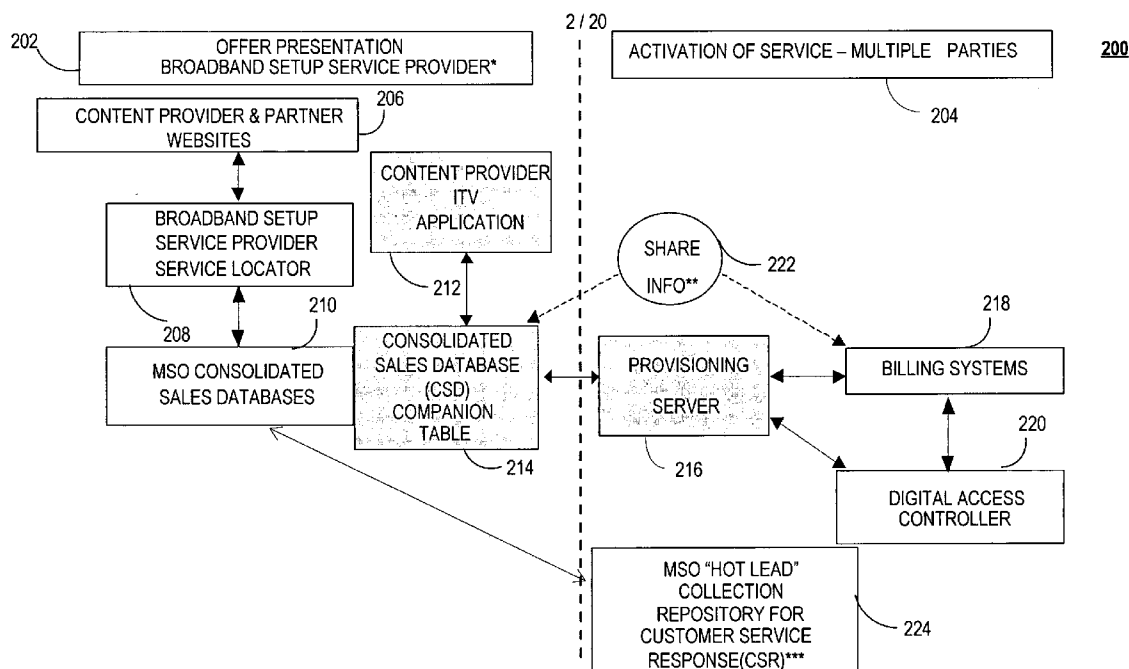 2 / 20
202
OFFER PRESENTATION
BROADBAND SETUP SERVICE PROVIDER*
ACTIVATION OF SERVICE – MULTIPLE PARTIES
200
204
206
CONTENT PROVIDER & PARTNER
WEBSITES
CONTENT PROVIDER
ITV
APPLICATION
212
BROADBAND SETUP
SERVICE PROVIDER
SERVICE LOCATOR
208
210
SHARE
INFO**
222
MSO CONSOLIDATED
SALES DATABASES
CONSOLIDATED
SALES DATABASE
(CSD)
COMPANION
TABLE
214
PROVISIONING
SERVER
216
218
BILLING SYSTEMS
220
DIGITAL ACCESS
CONTROLLER
MSO "HOT LEAD"
COLLECTION
REPOSITORY FOR
CUSTOMER SERVICE
RESPONSE(CSR)***
224